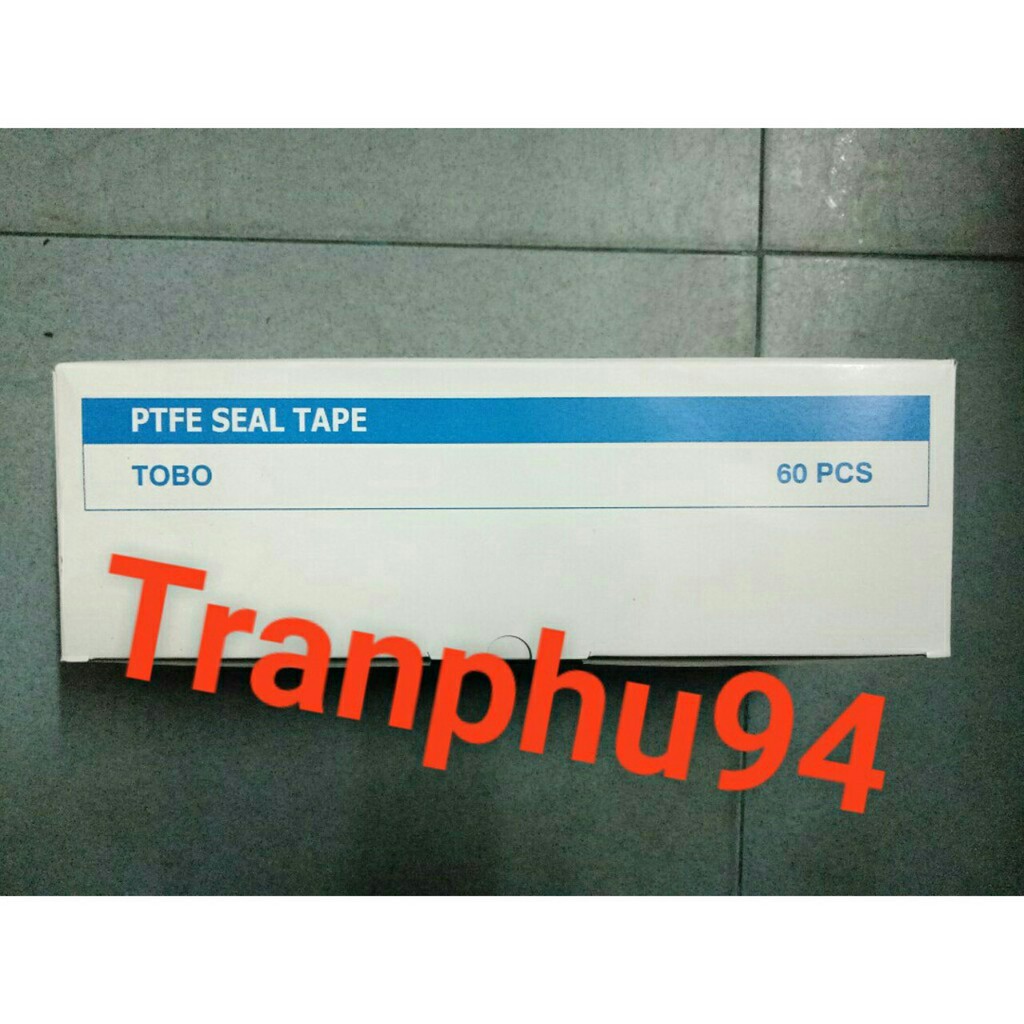 PTFE SEAL TAPE
TOBO 60 PCS
Tranphu94